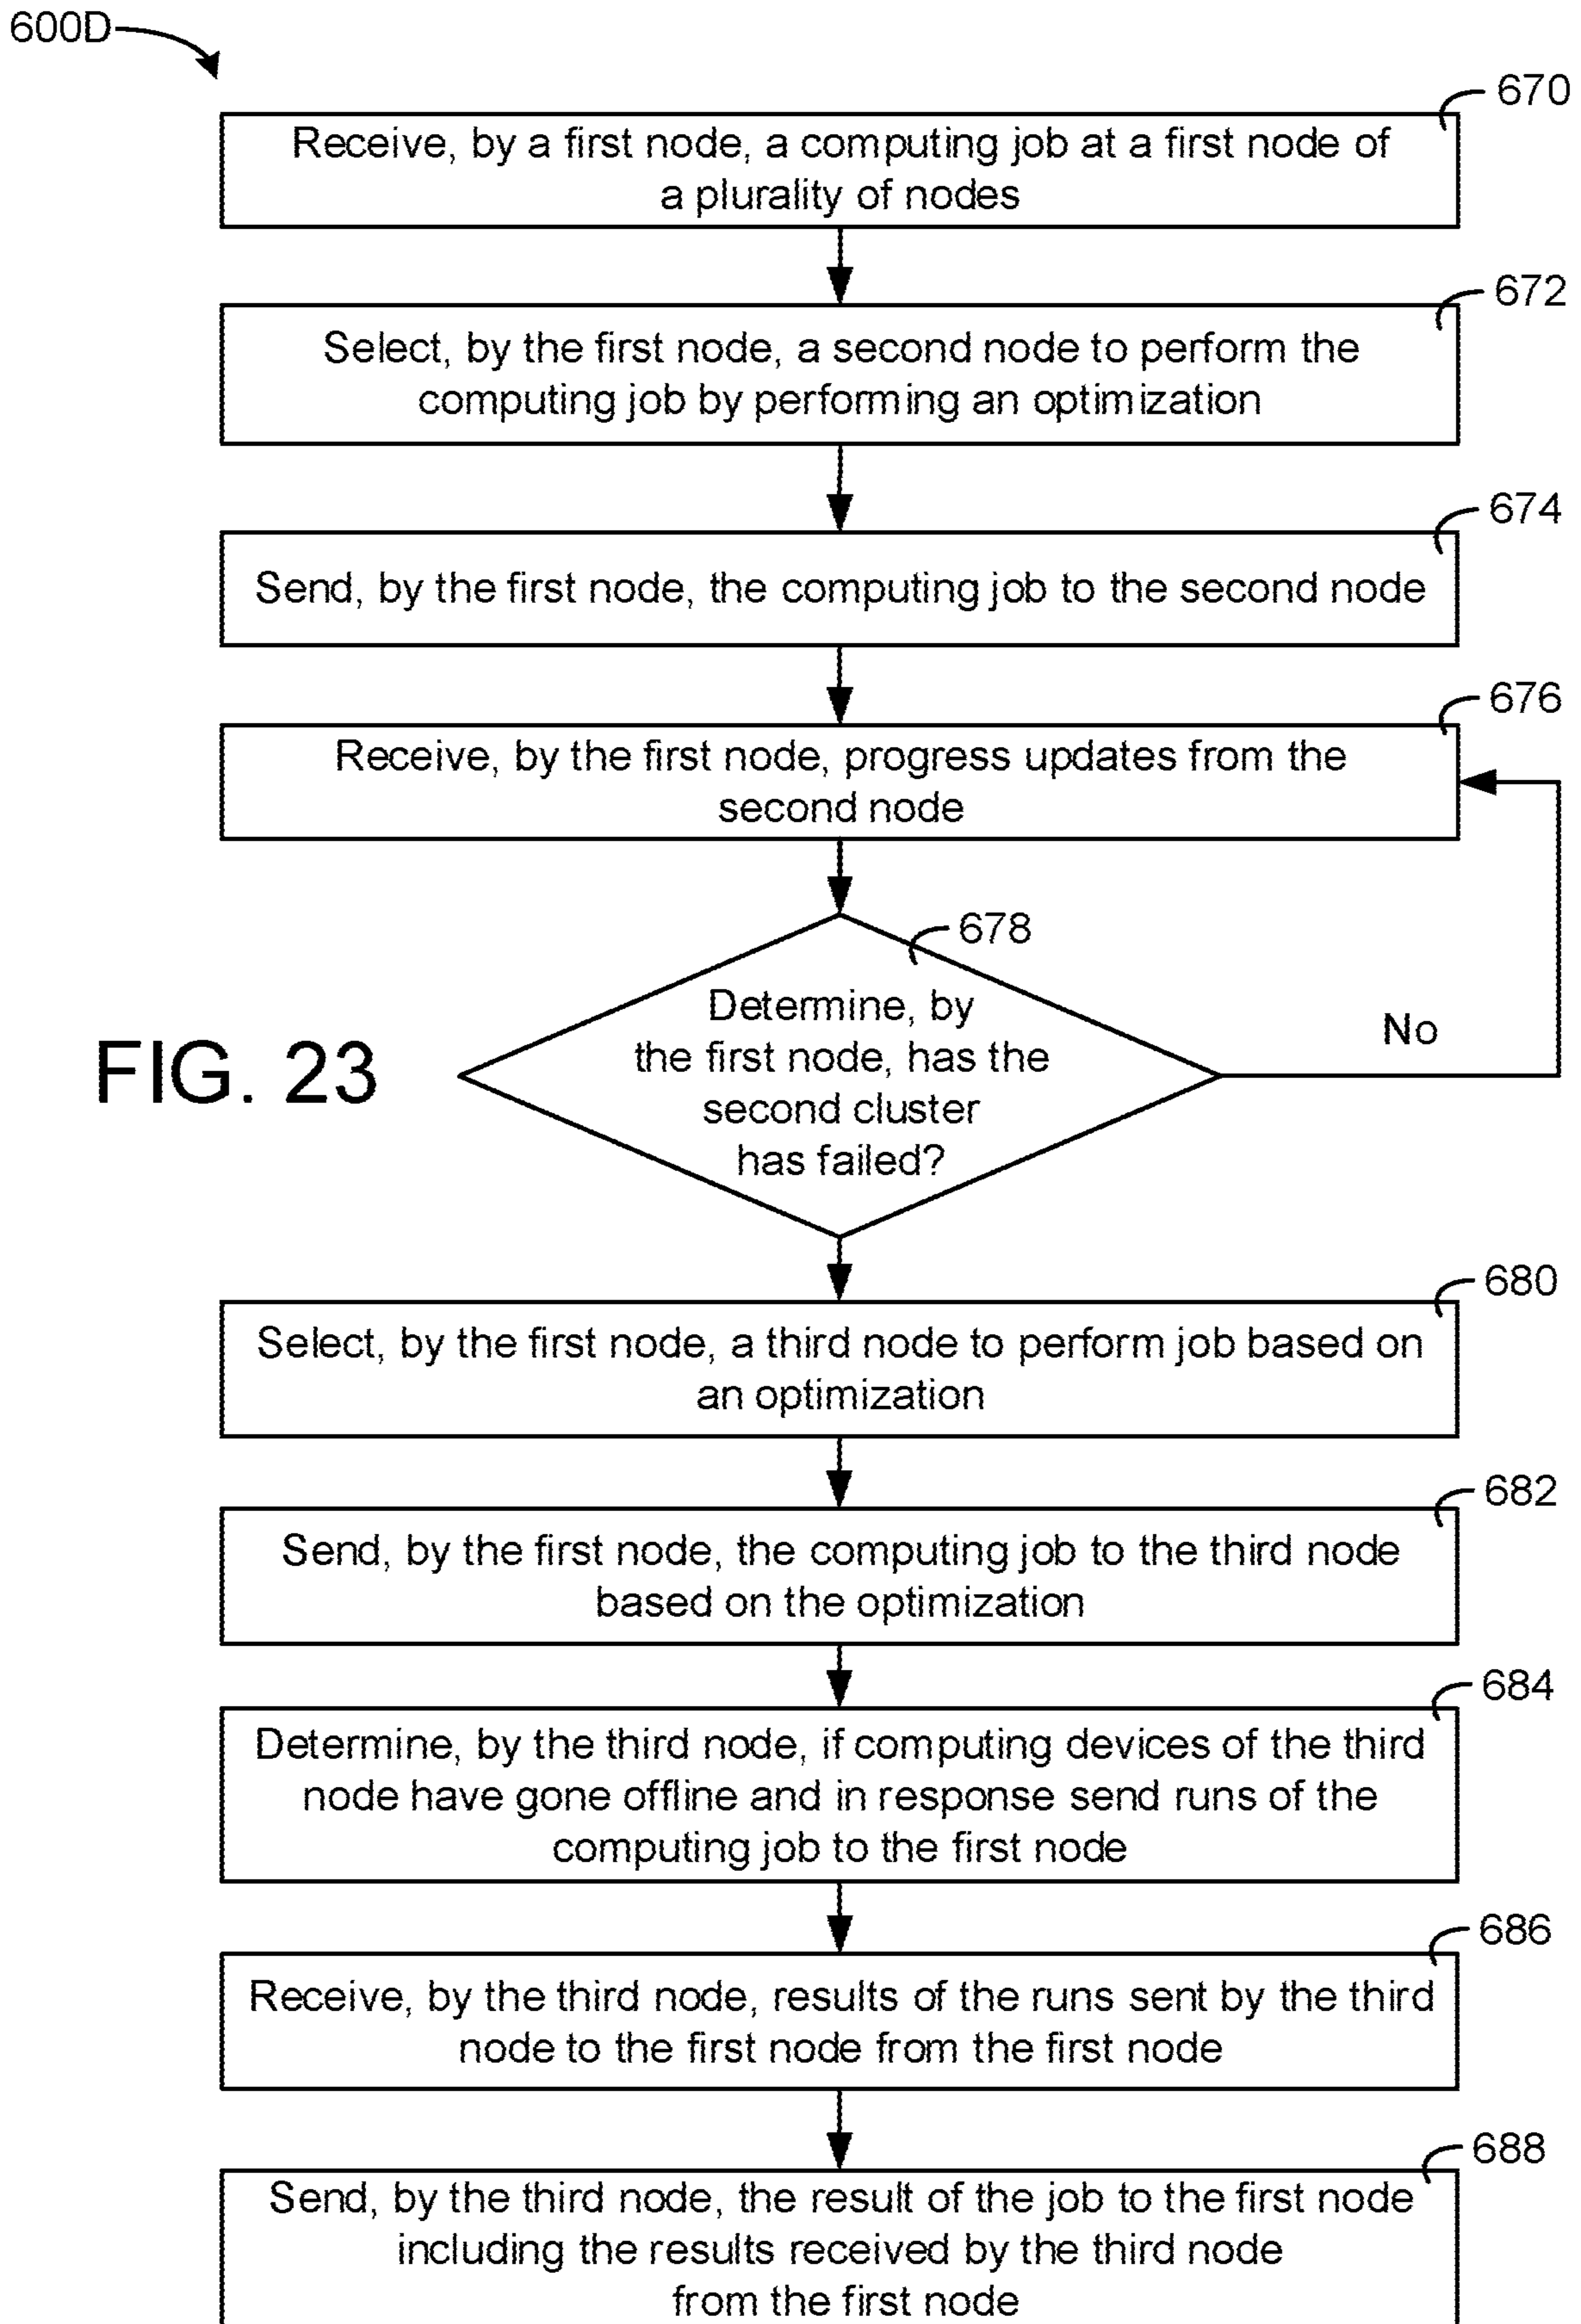 600D
670
Receive, by a first node, a computing job at a first node of
a plurality of nodes
672
Select, by the first node, a second node to perform the
computing job by performing an optimization
674
Send, by the first node, the computing job to the second node
676
Receive, by the first node, progress updates from the
second node
678
Determine, by
the first node, has the
second cluster
has failed?
No
FIG. 23
680
Select, by the first node, a third node to perform job based on
an optimization
682
Send, by the first node, the computing job to the third node
based on the optimization
684
Determine, by the third node, if computing devices of the third
node have gone offline and in response send runs of the
computing job to the first node
686
Receive, by the third node, results of the runs sent by the third
node to the first node from the first node
688
Send, by the third node, the result of the job to the first node
including the results received by the third node
from the first node